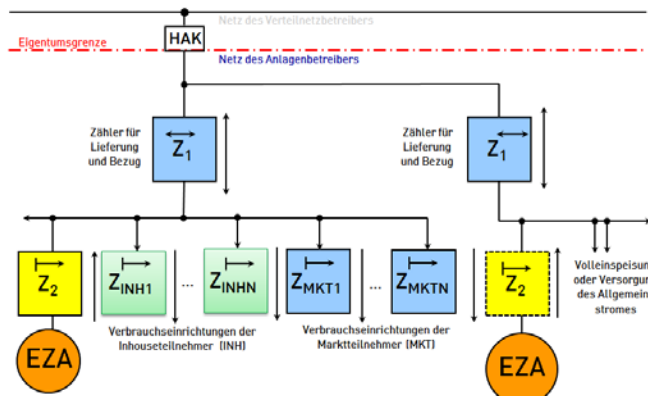 Netz des Verteilnetzbetreibers
HAK
Eigentumsgrenze
Netz des Anlagenbetreibers
Zähler für
Lieferung
und Bezug
Z1
Zähler für
Lieferung
und Bezug
Z1
Z2
ZINH1
...
ZINHN
ZMKT1
...
ZMKTN
Z2
Volleinspeisun
oder Versorgun
des Allgemein
stromes
Verbrauchseinrichtungen der
Inhouseteilnehmer (INH)
Verbrauchseinrichtungen der
Marktteilnehmer (MKT)
EZA
EZA